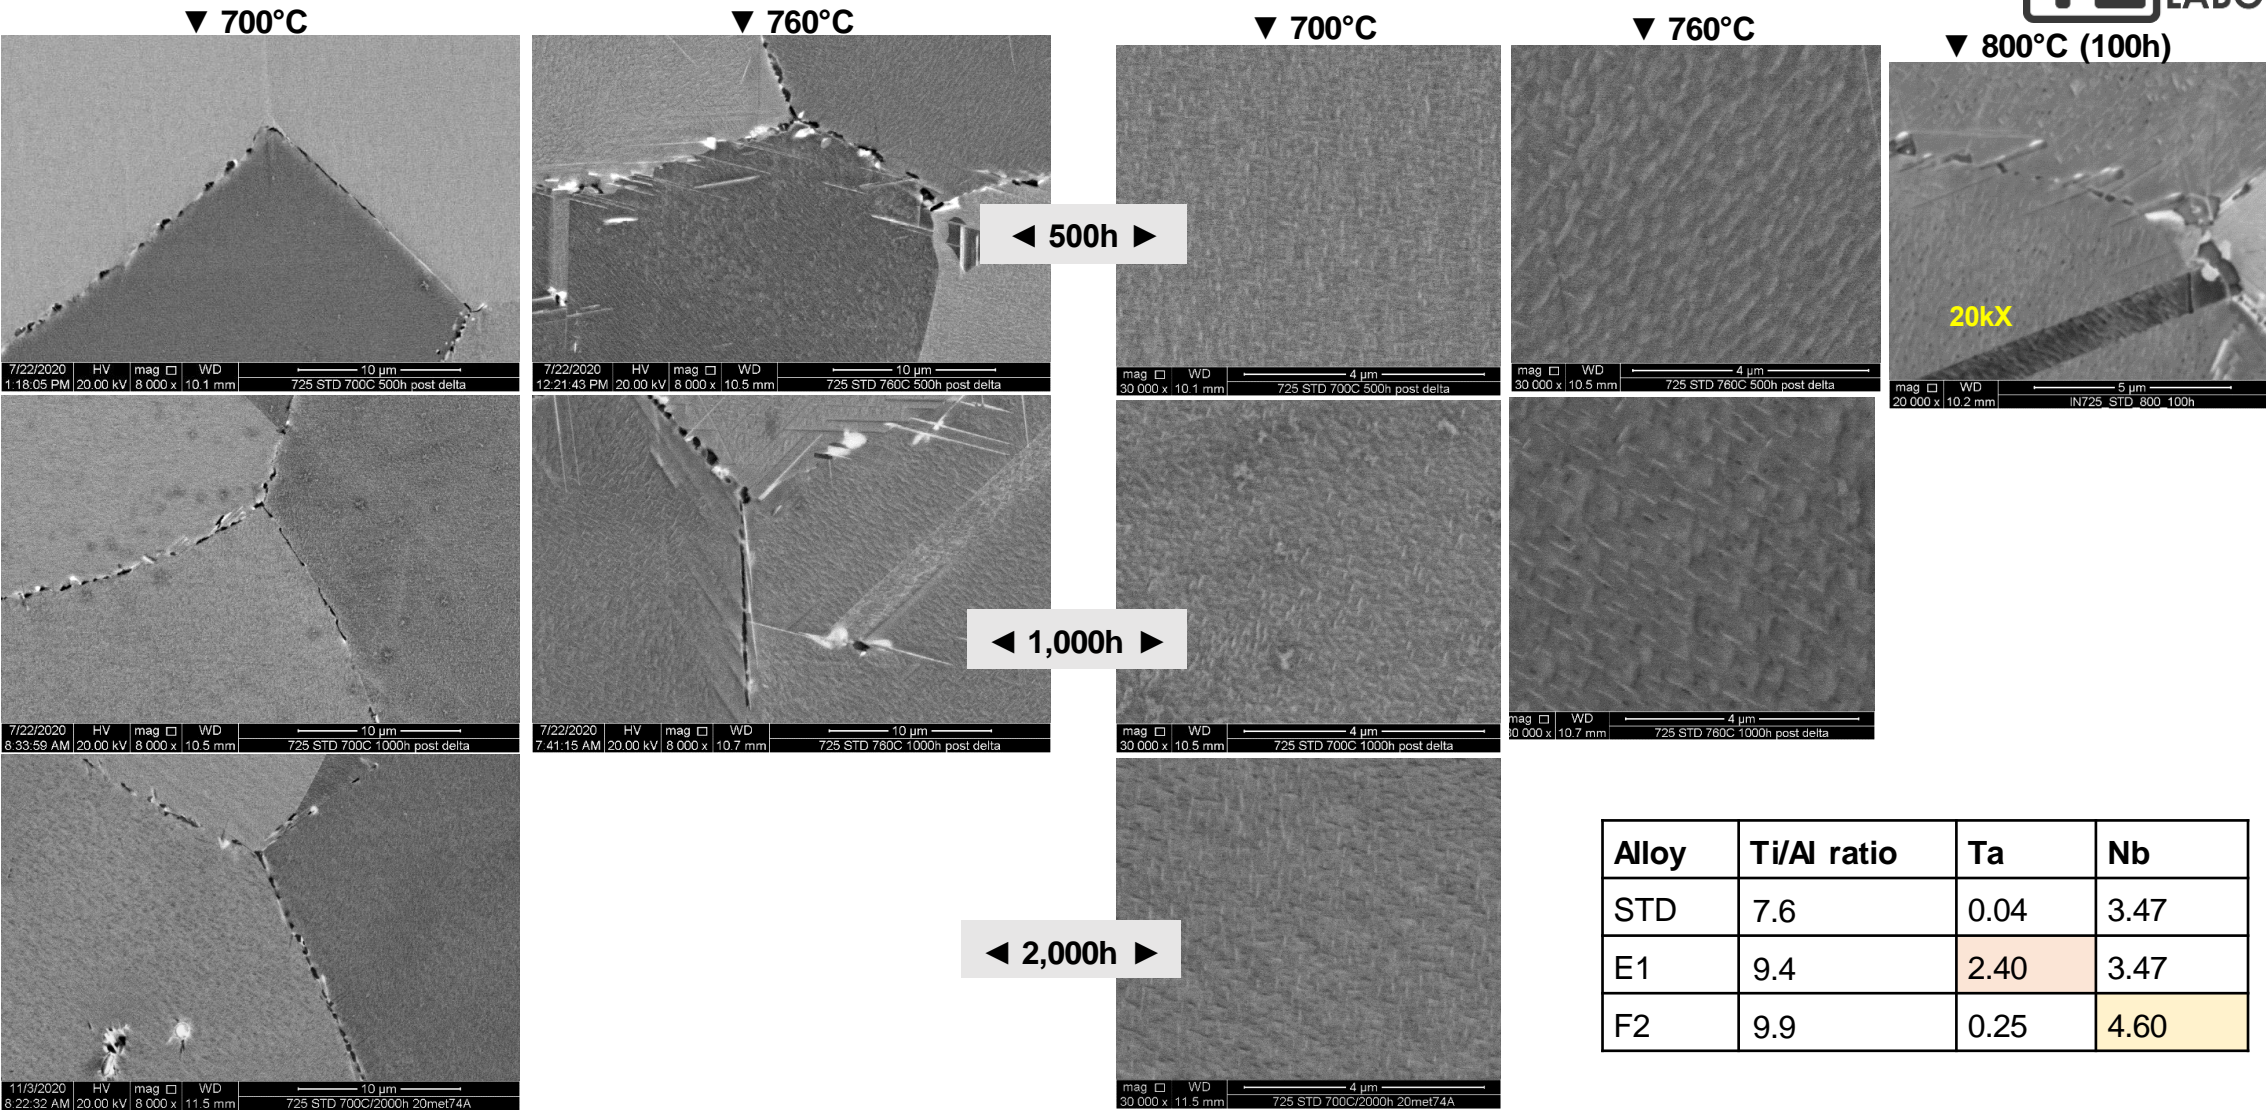 ▼ 700°C
▼ 760°C
▼ 700°C
▼ 760°C
▼ 800°C (100h)
LABO
◄ 500h ►
20kX
7/22/2020 HV mag □ WD 10 µm
1:18:05 PM 20.00 kV 8 000 x 10.1 mm 725 STD 700C 500h post delta
7/22/2020 HV mag □ WD 10 µm
12:21:43 PM 20.00 kV 8 000 x 10.5 mm 725 STD 760C 500h post delta
mag □ WD 4 µm
30 000 x 10.1 mm 725 STD 700C 500h post delta
mag □ WD 4 µm
30 000 x 10.5 mm 725 STD 760C 500h post delta
mag □ WD 5 µm
20 000 x 10.2 mm IN725_STD_800_100h
◄ 1,000h ►
7/22/2020 HV mag □ WD 10 µm
8:33:59 AM 20.00 kV 8 000 x 10.5 mm 725 STD 700C 1000h post delta
7/22/2020 HV mag □ WD 10 µm
7:41:15 AM 20.00 kV 8 000 x 10.7 mm 725 STD 760C 1000h post delta
mag □ WD 4 µm
30 000 x 10.5 mm 725 STD 700C 1000h post delta
mag □ WD 4 µm
0 000 x 10.7 mm 725 STD 760C 1000h post delta
◄ 2,000h ►
11/3/2020 HV mag □ WD 10 µm
8:22:32 AM 20.00 kV 8 000 x 11.5 mm 725 STD 700C/2000h 20met74A
mag □ WD 4 µm
30 000 x 11.5 mm 725 STD 700C/2000h 20met74A
Alloy Ti/Al ratio Ta Nb
STD 7.6 0.04 3.47
E1 9.4 2.40 3.47
F2 9.9 0.25 4.60